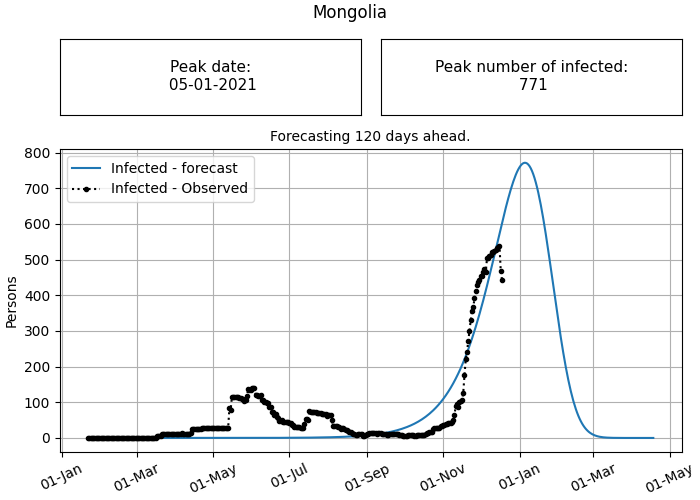 Mongolia
Peak date:
05-01-2021
Peak number of infected:
771
Forecasting 120 days ahead.
Infected - forecast
Infected - Observed
Persons
800
700
600
500
400
300
200
100
0
01-Jan
01-Mar
01-May
01-Jul
01-Sep
01-Nov
01-Jan
01-Mar
01-May